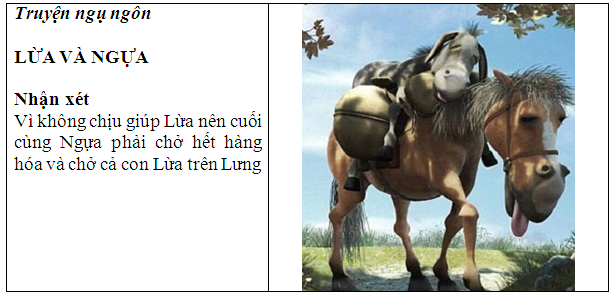 Truyện ngụ ngôn
LỪA VÀ NGỰA
Nhận xét
Vì không chịu giúp Lừa nên cuối
cùng Ngựa phải chở hết hàng
hóa và chở cả con Lừa trên Lưng